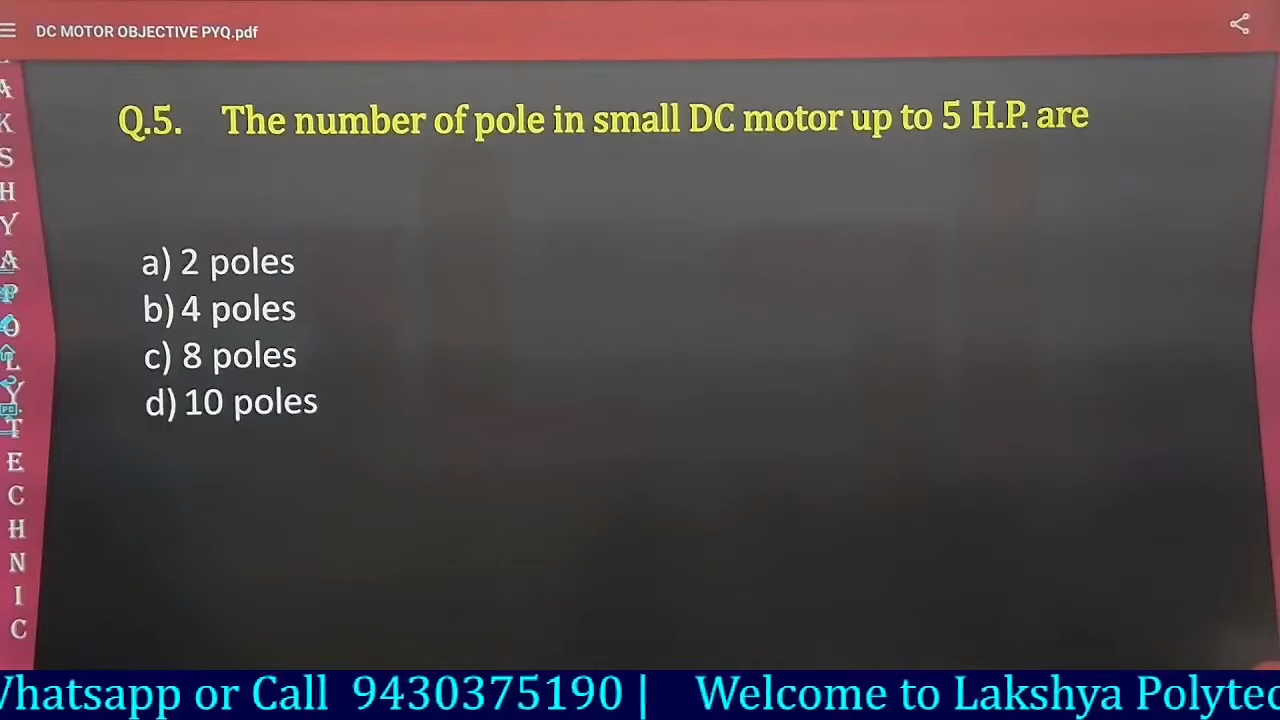 DC MOTOR OBJECTIVE PYQ.pdf
Q.5. The number of pole in small DC motor up to 5 H.P. are
a) 2 poles
b) 4 poles
c) 8 poles
d) 10 poles
A
K
S
H
Y
A
P
O
L
Y
T
E
C
H
N
I
C
Whatsapp or Call 9430375190 | Welcome to Lakshya Polytec